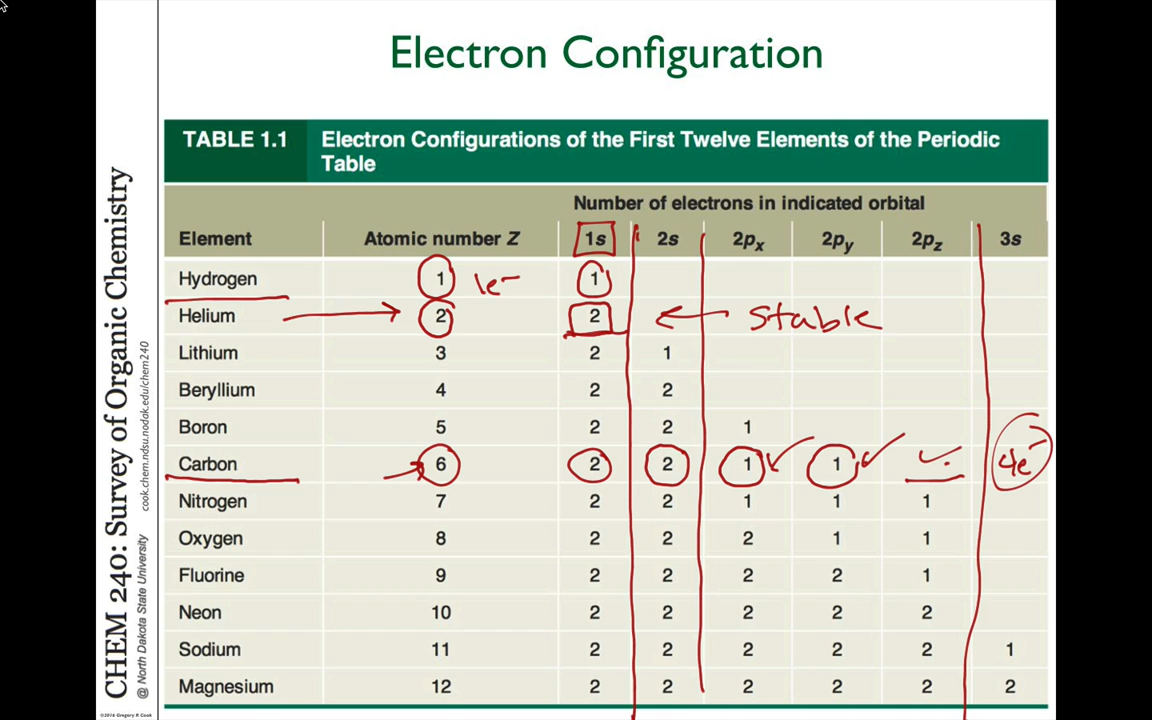 Electron Configuration
TABLE 1.1 Electron Configurations of the First Twelve Elements of the Periodic
Table
Number of electrons in indicated orbital
Element Atomic number Z 1s 2s 2px 2py 2pz 3s
Hydrogen 1 1e− 1
Helium 2 2 Stable
Lithium 3 2 1
Beryllium 4 2 2
Boron 5 2 2 1
Carbon 6 2 2 1 1 4e−
Nitrogen 7 2 2 1 1 1
Oxygen 8 2 2 2 1 1
Fluorine 9 2 2 2 2 1
Neon 10 2 2 2 2 2
Sodium 11 2 2 2 2 2 1
Magnesium 12 2 2 2 2 2 2
CHEM 240: Survey of Organic Chemistry
@ North Dakota State University cook.chem.ndsu.nodak.edu/chem240
©2016 Gregory R Cook